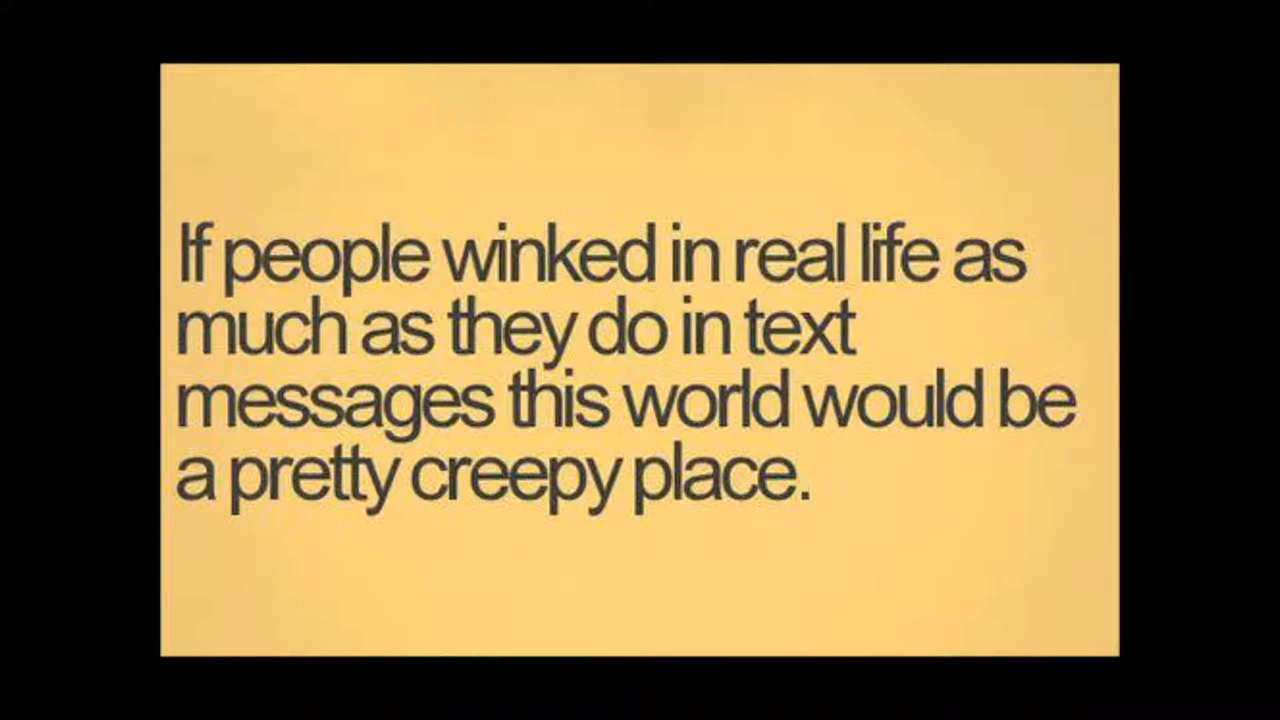 If people winked in real life as
much as they do in text
messages this world would be
a pretty creepy place.